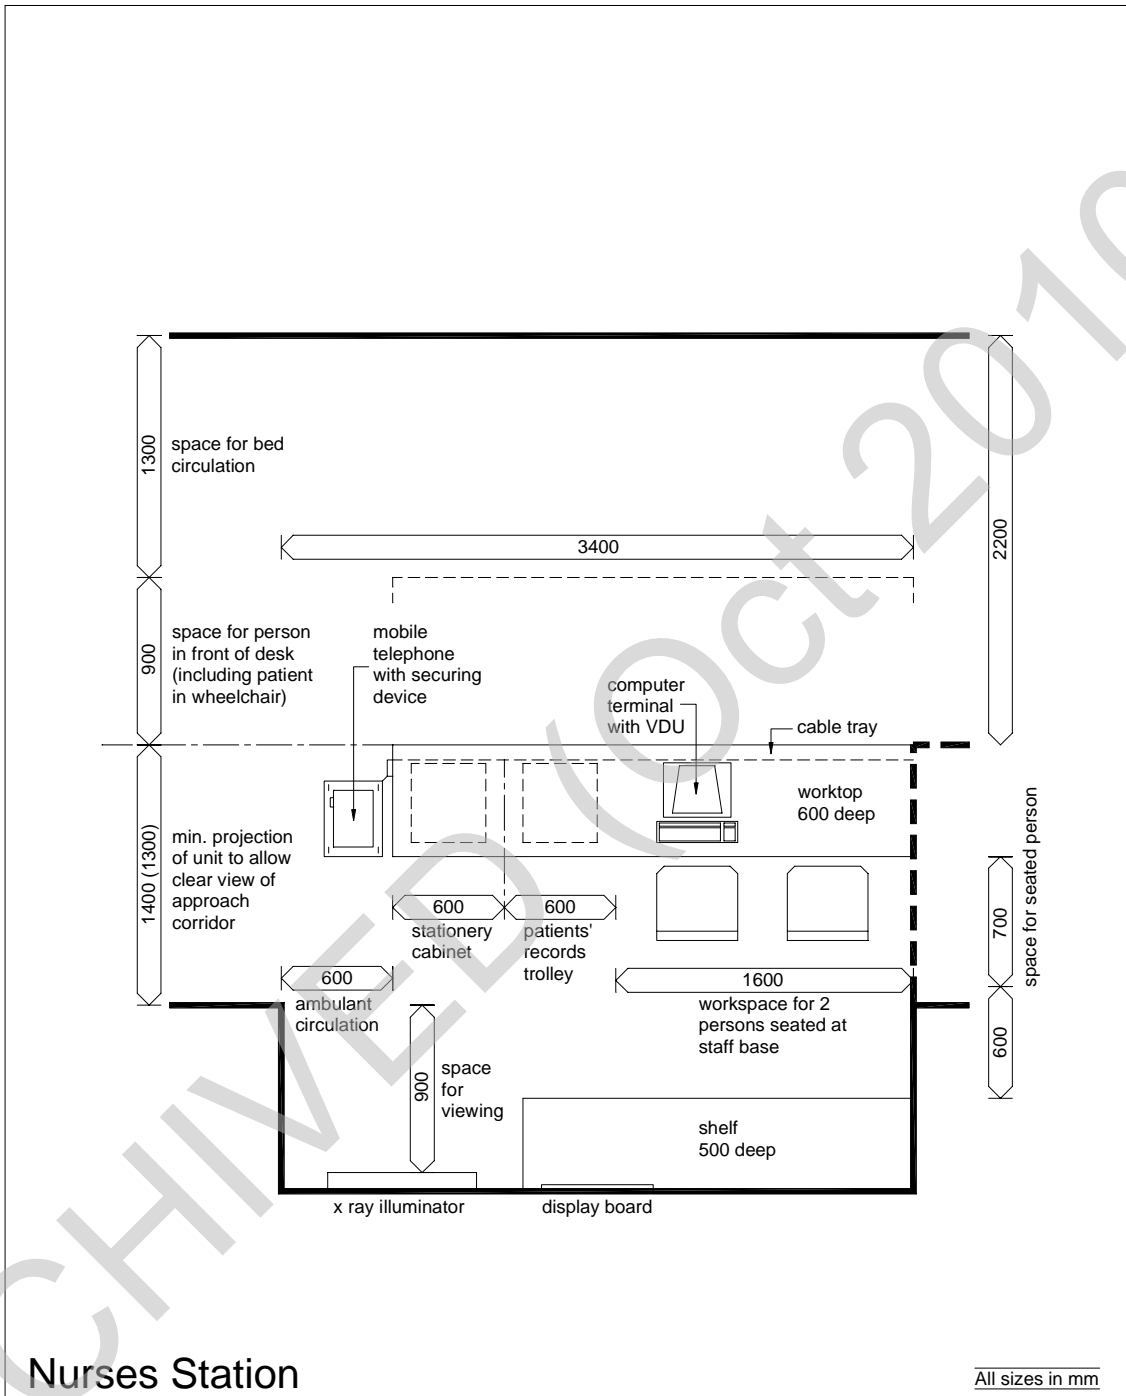 1300
space for bed
circulation
3400
2200
900
space for person
in front of desk
(including patient
in wheelchair)
mobile
telephone
with securing
device
computer
terminal
with VDU
cable tray
1400 (1300)
min. projection
of unit to allow
clear view of
approach
corridor
worktop
600 deep
600
stationery
cabinet
600
patients'
records
trolley
700
space for seated person
600
ambulant
circulation
1600
workspace for 2
persons seated at
staff base
600
900
space
for
viewing
shelf
500 deep
x ray illuminator
display board
Nurses Station
All sizes in mm
CHIVED (Oct 201